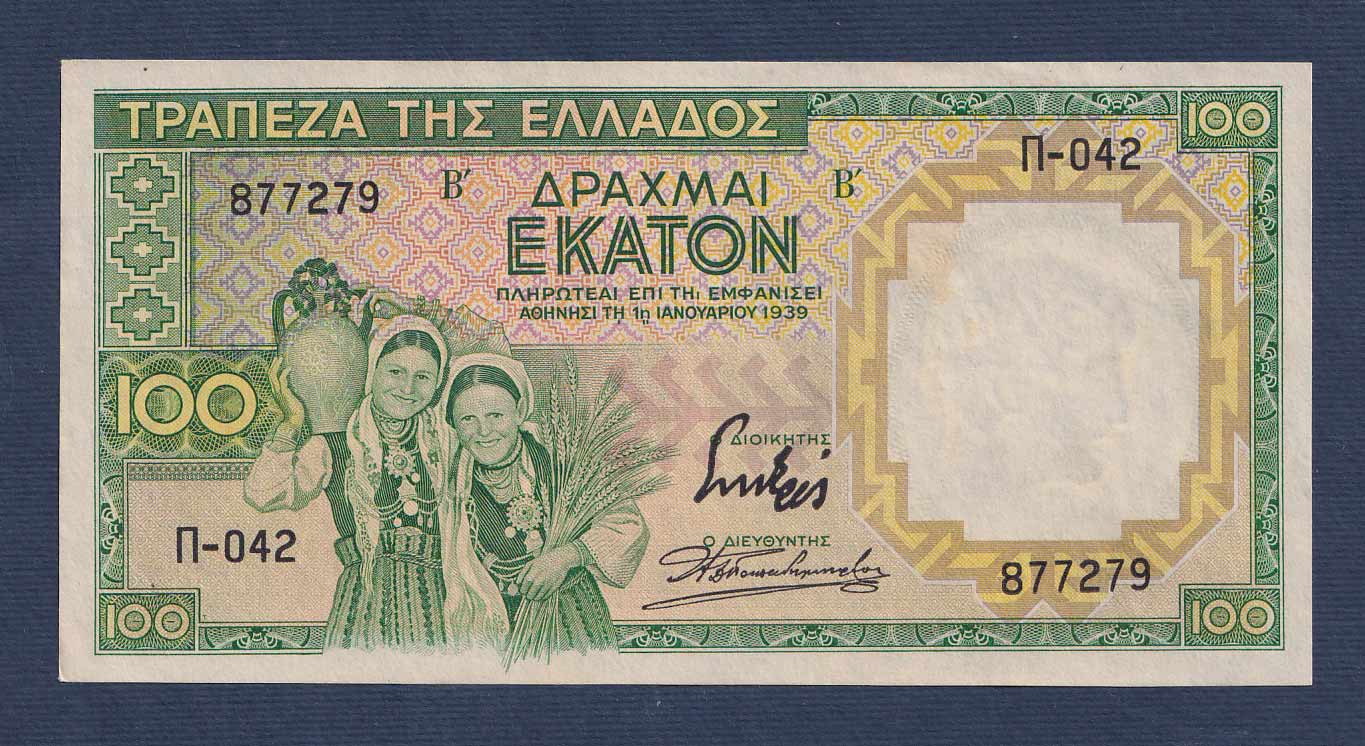 ΤΡΑΠΕΖΑ ΤΗΣ ΕΛΛΑΔΟΣ
100
Π-042
877279 Β΄ ΔΡΑΧΜΑΙ Β΄
ΕΚΑΤΟΝ
ΠΛΗΡΩΤΕΑΙ ΕΠΙ ΤΗι ΕΜΦΑΝΙΣΕΙ
ΑΘΗΝΗΣΙ ΤΗ 1η ΙΑΝΟΥΑΡΙΟΥ 1939
100
Ο ΔΙΟΙΚΗΤΗΣ
Π-042
Ο ΔΙΕΥΘΥΝΤΗΣ
877279
100
100